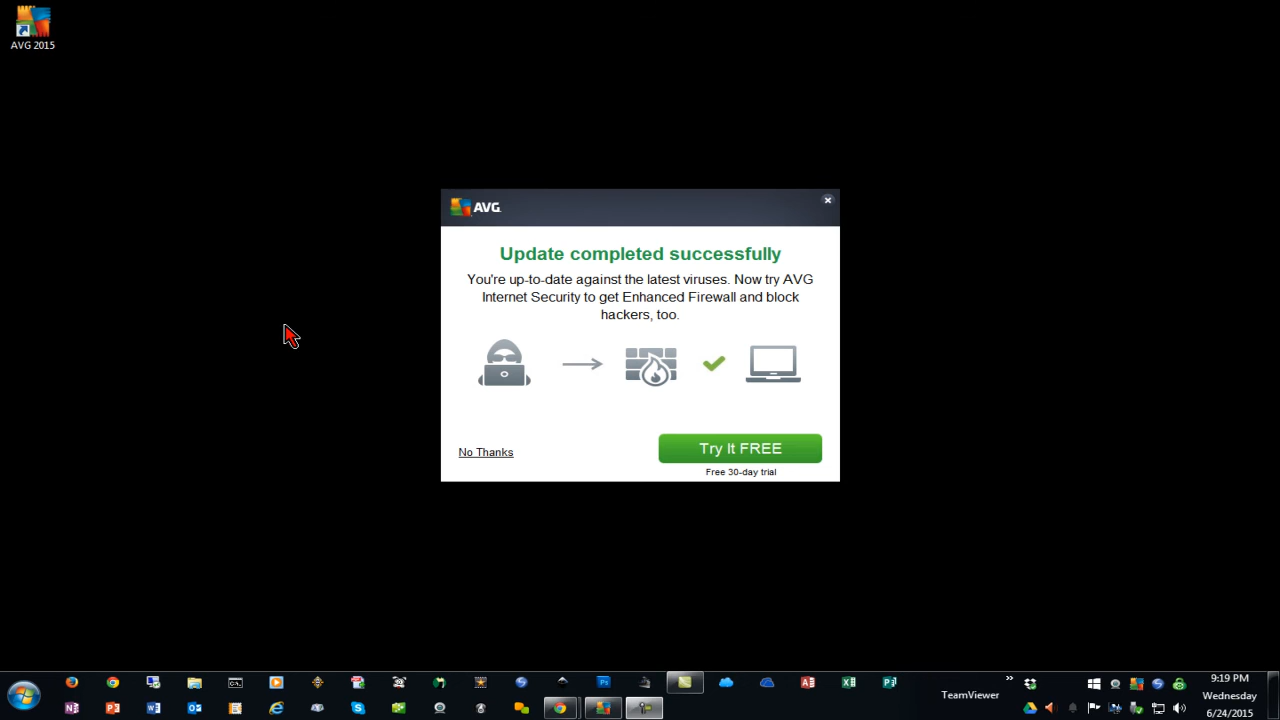 AVG 2015
AVG
Update completed successfully
You're up-to-date against the latest viruses. Now try AVG
Internet Security to get Enhanced Firewall and block
hackers, too.
No Thanks
Try It FREE
Free 30-day trial
TeamViewer
9:19 PM
Wednesday
6/24/2015